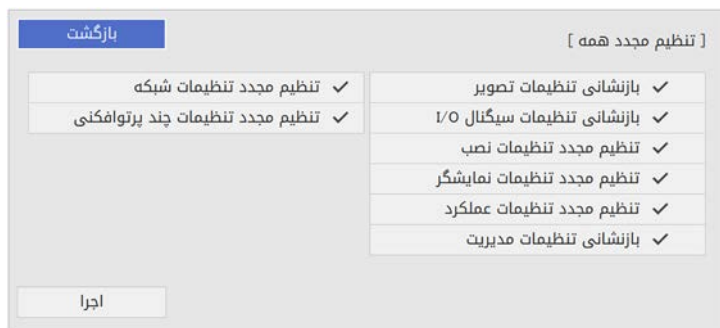 [ تنظیم مجدد همه ]
بازگشت
✓ بازنشانی تنظیمات تصویر
✓ بازنشانی تنظیمات سیگنال I/O
✓ تنظیم مجدد تنظیمات نصب
✓ تنظیم مجدد تنظیمات نمایشگر
✓ تنظیم مجدد تنظیمات عملکرد
✓ بازنشانی تنظیمات مدیریت
✓ تنظیم مجدد تنظیمات شبکه
✓ تنظیم مجدد تنظیمات چند پرتوافکنی
اجرا